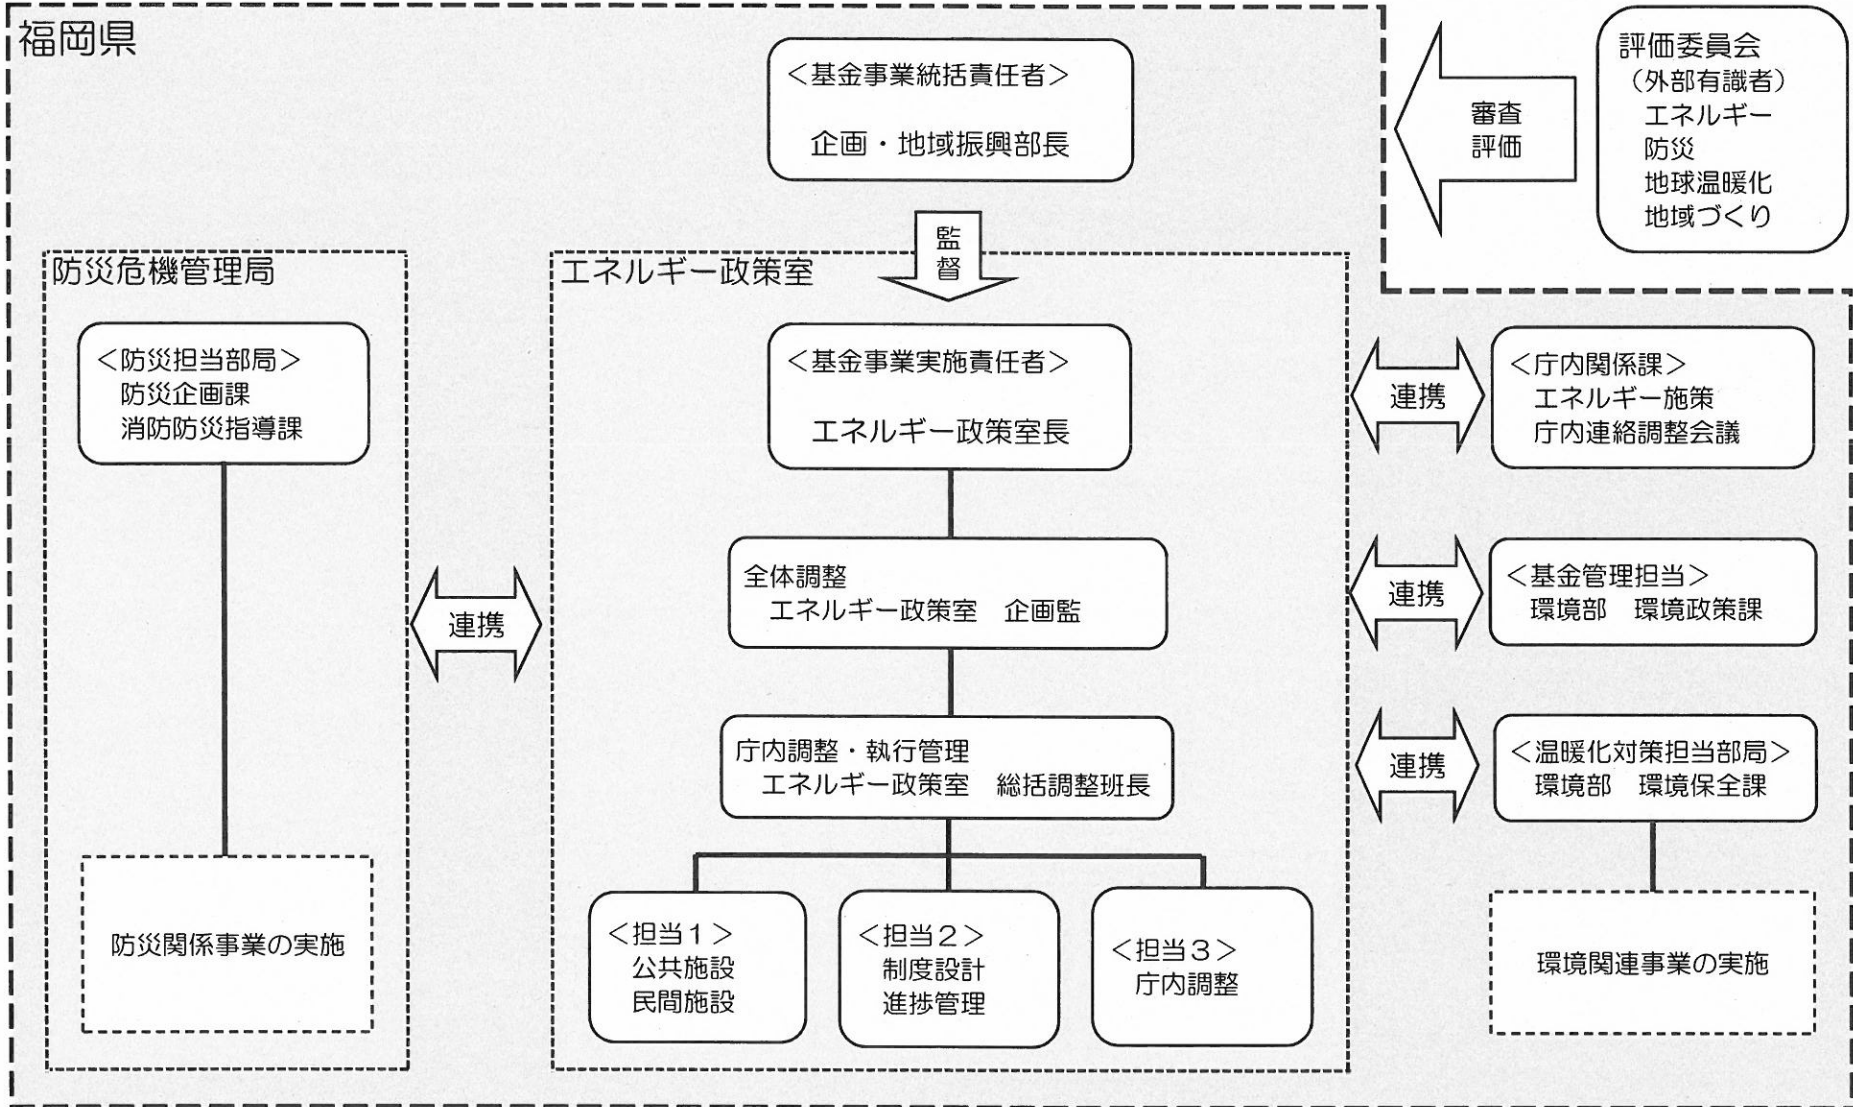 福岡県
＜基金事業統括責任者＞
企画・地域振興部長
審査
評価
評価委員会
（外部有識者）
エネルギー
防災
地球温暖化
地域づくり
監
督
防災危機管理局
＜防災担当部局＞
防災企画課
消防防災指導課
防災関係事業の実施
連携
エネルギー政策室
＜基金事業実施責任者＞
エネルギー政策室長
全体調整
エネルギー政策室　企画監
庁内調整・執行管理
エネルギー政策室　総括調整班長
＜担当１＞
公共施設
民間施設
＜担当２＞
制度設計
進捗管理
＜担当３＞
庁内調整
連携
＜庁内関係課＞
エネルギー施策
庁内連絡調整会議
連携
＜基金管理担当＞
環境部　環境政策課
連携
＜温暖化対策担当部局＞
環境部　環境保全課
環境関連事業の実施